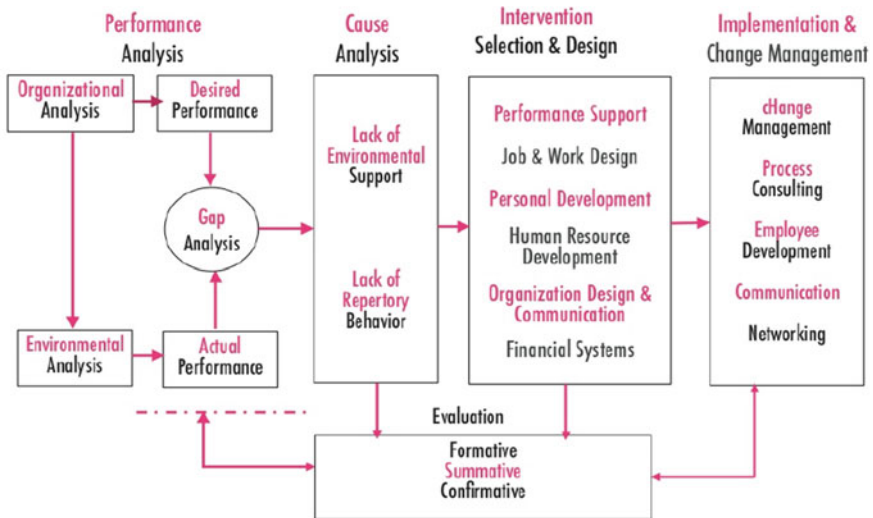 Performance
Analysis
Cause
Analysis
Intervention
Selection & Design
Implementation &
Change Management
Organizational
Analysis
Desired
Performance
Gap
Analysis
Environmental
Analysis
Actual
Performance
Lack of
Environmental
Support
Lack of
Repertory
Behavior
Performance Support
Job & Work Design
Personal Development
Human Resource
Development
Organization Design &
Communication
Financial Systems
cHange
Management
Process
Consulting
Employee
Development
Communication
Networking
Evaluation
Formative
Summative
Confirmative